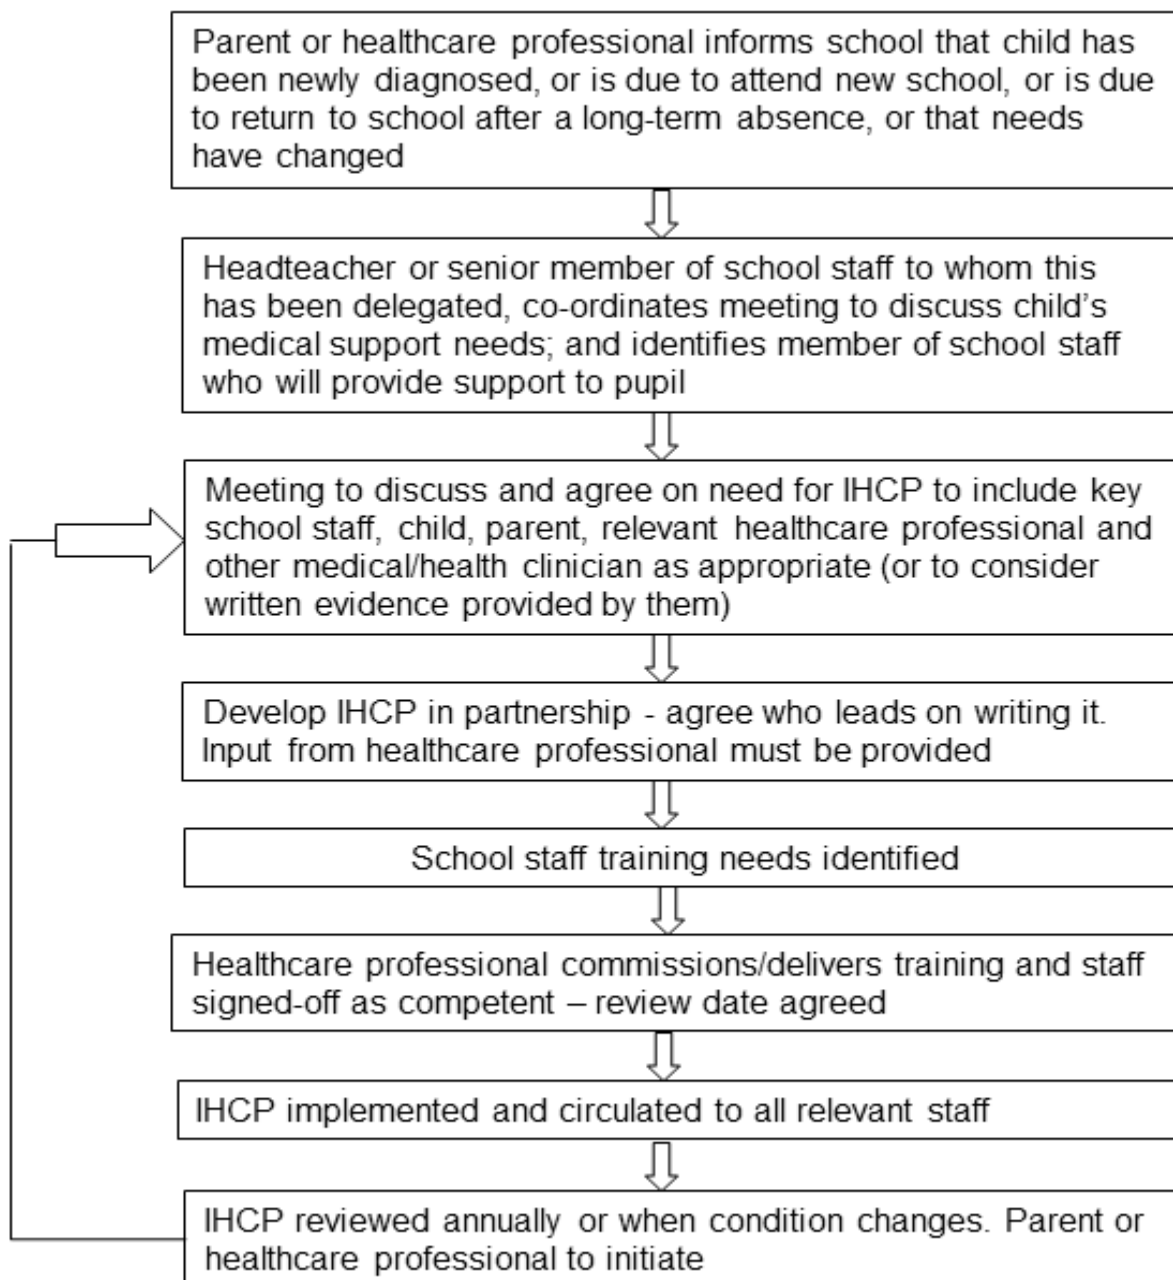 Parent or healthcare professional informs school that child has
been newly diagnosed, or is due to attend new school, or is due
to return to school after a long-term absence, or that needs
have changed
Headteacher or senior member of school staff to whom this
has been delegated, co-ordinates meeting to discuss child’s
medical support needs; and identifies member of school staff
who will provide support to pupil
Meeting to discuss and agree on need for IHCP to include key
school staff, child, parent, relevant healthcare professional and
other medical/health clinician as appropriate (or to consider
written evidence provided by them)
Develop IHCP in partnership - agree who leads on writing it.
Input from healthcare professional must be provided
School staff training needs identified
Healthcare professional commissions/delivers training and staff
signed-off as competent – review date agreed
IHCP implemented and circulated to all relevant staff
IHCP reviewed annually or when condition changes. Parent or
healthcare professional to initiate